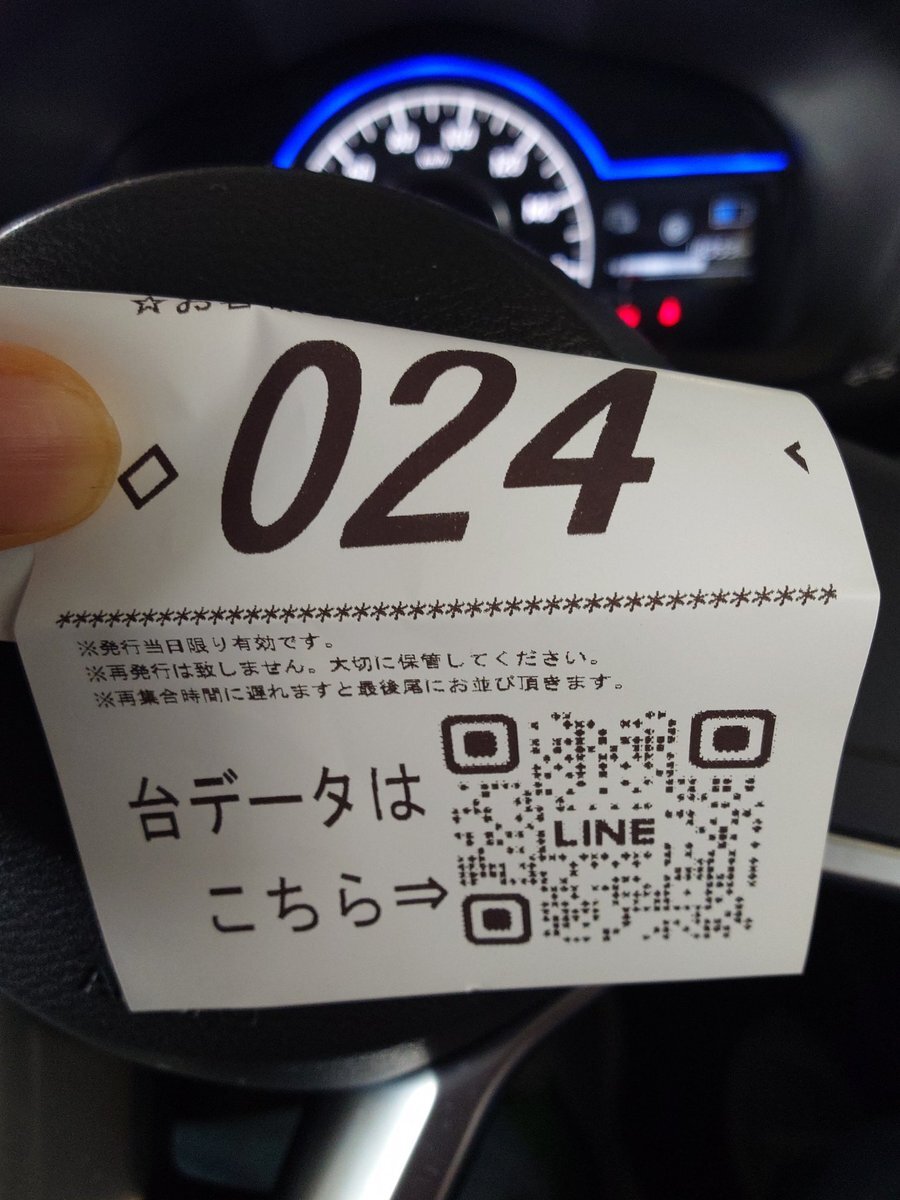 ☆お
◇ 024
*****************************************
※発行当日限り有効です。
※再発行は致しません。大切に保管してください。
※再集合時間に遅れますと最後尾にお並び頂きます。
台データは
こちら⇒
LINE